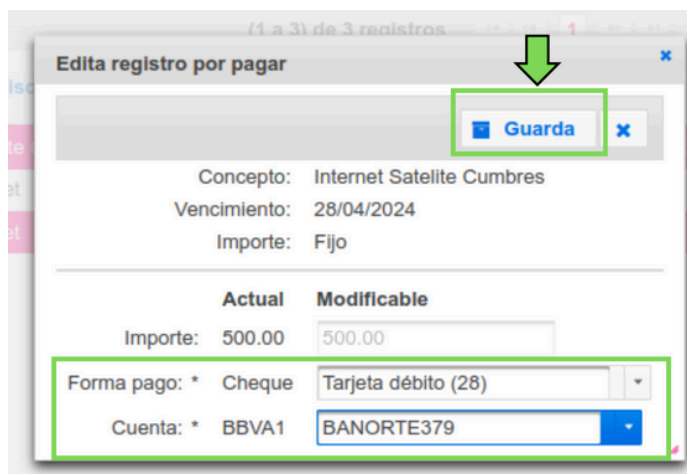 (1 a 3) de 3 registros 1
Edita registro por pagar
Guarda
Concepto: Internet Satelite Cumbres
Vencimiento: 28/04/2024
Importe: Fijo
Actual Modificable
Importe: 500.00 500.00
Forma pago: * Cheque Tarjeta débito (28)
Cuenta: * BBVA1 BANORTE379